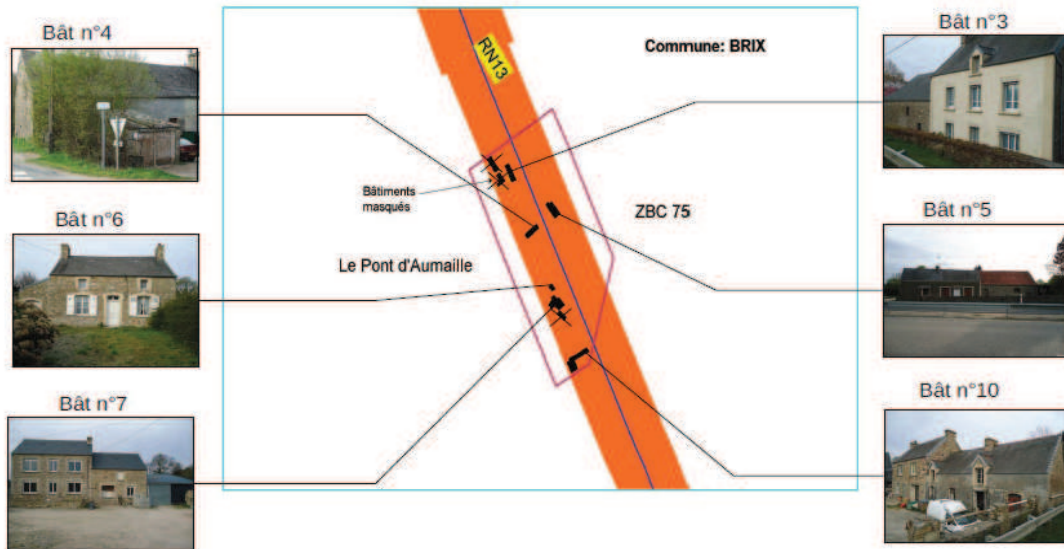 Bât n°4
Bât n°3
RN13
Commune: BRIX
Bâtiments
masqués
Bât n°6
ZBC 75
Bât n°5
Le Pont d'Aumaille
Bât n°7
Bât n°10